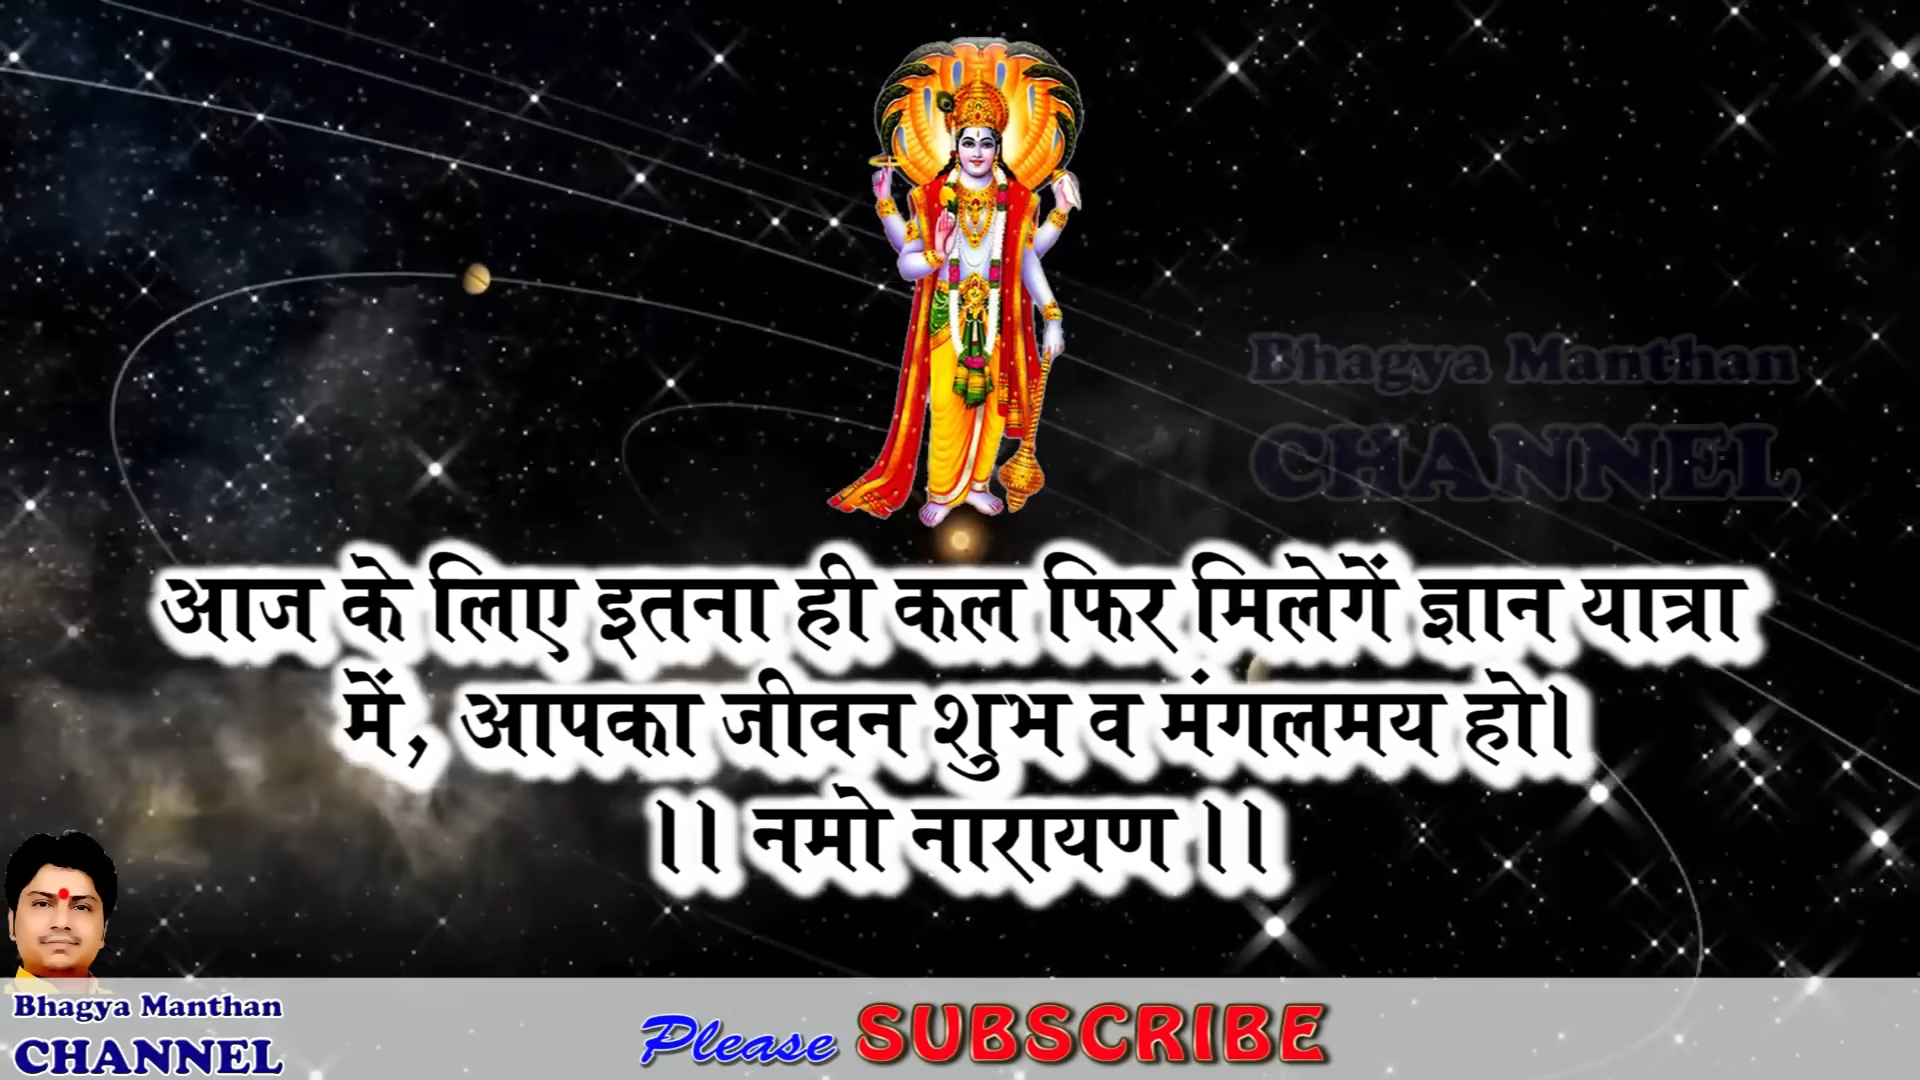 Bhagya Manthan
CHANNEL
आज के लिए इतना ही कल फिर मिलेगें ज्ञान यात्रा
में, आपका जीवन शुभ व मंगलमय हो।
।। नमो नारायण ।।
Bhagya Manthan
CHANNEL
Please SUBSCRIBE